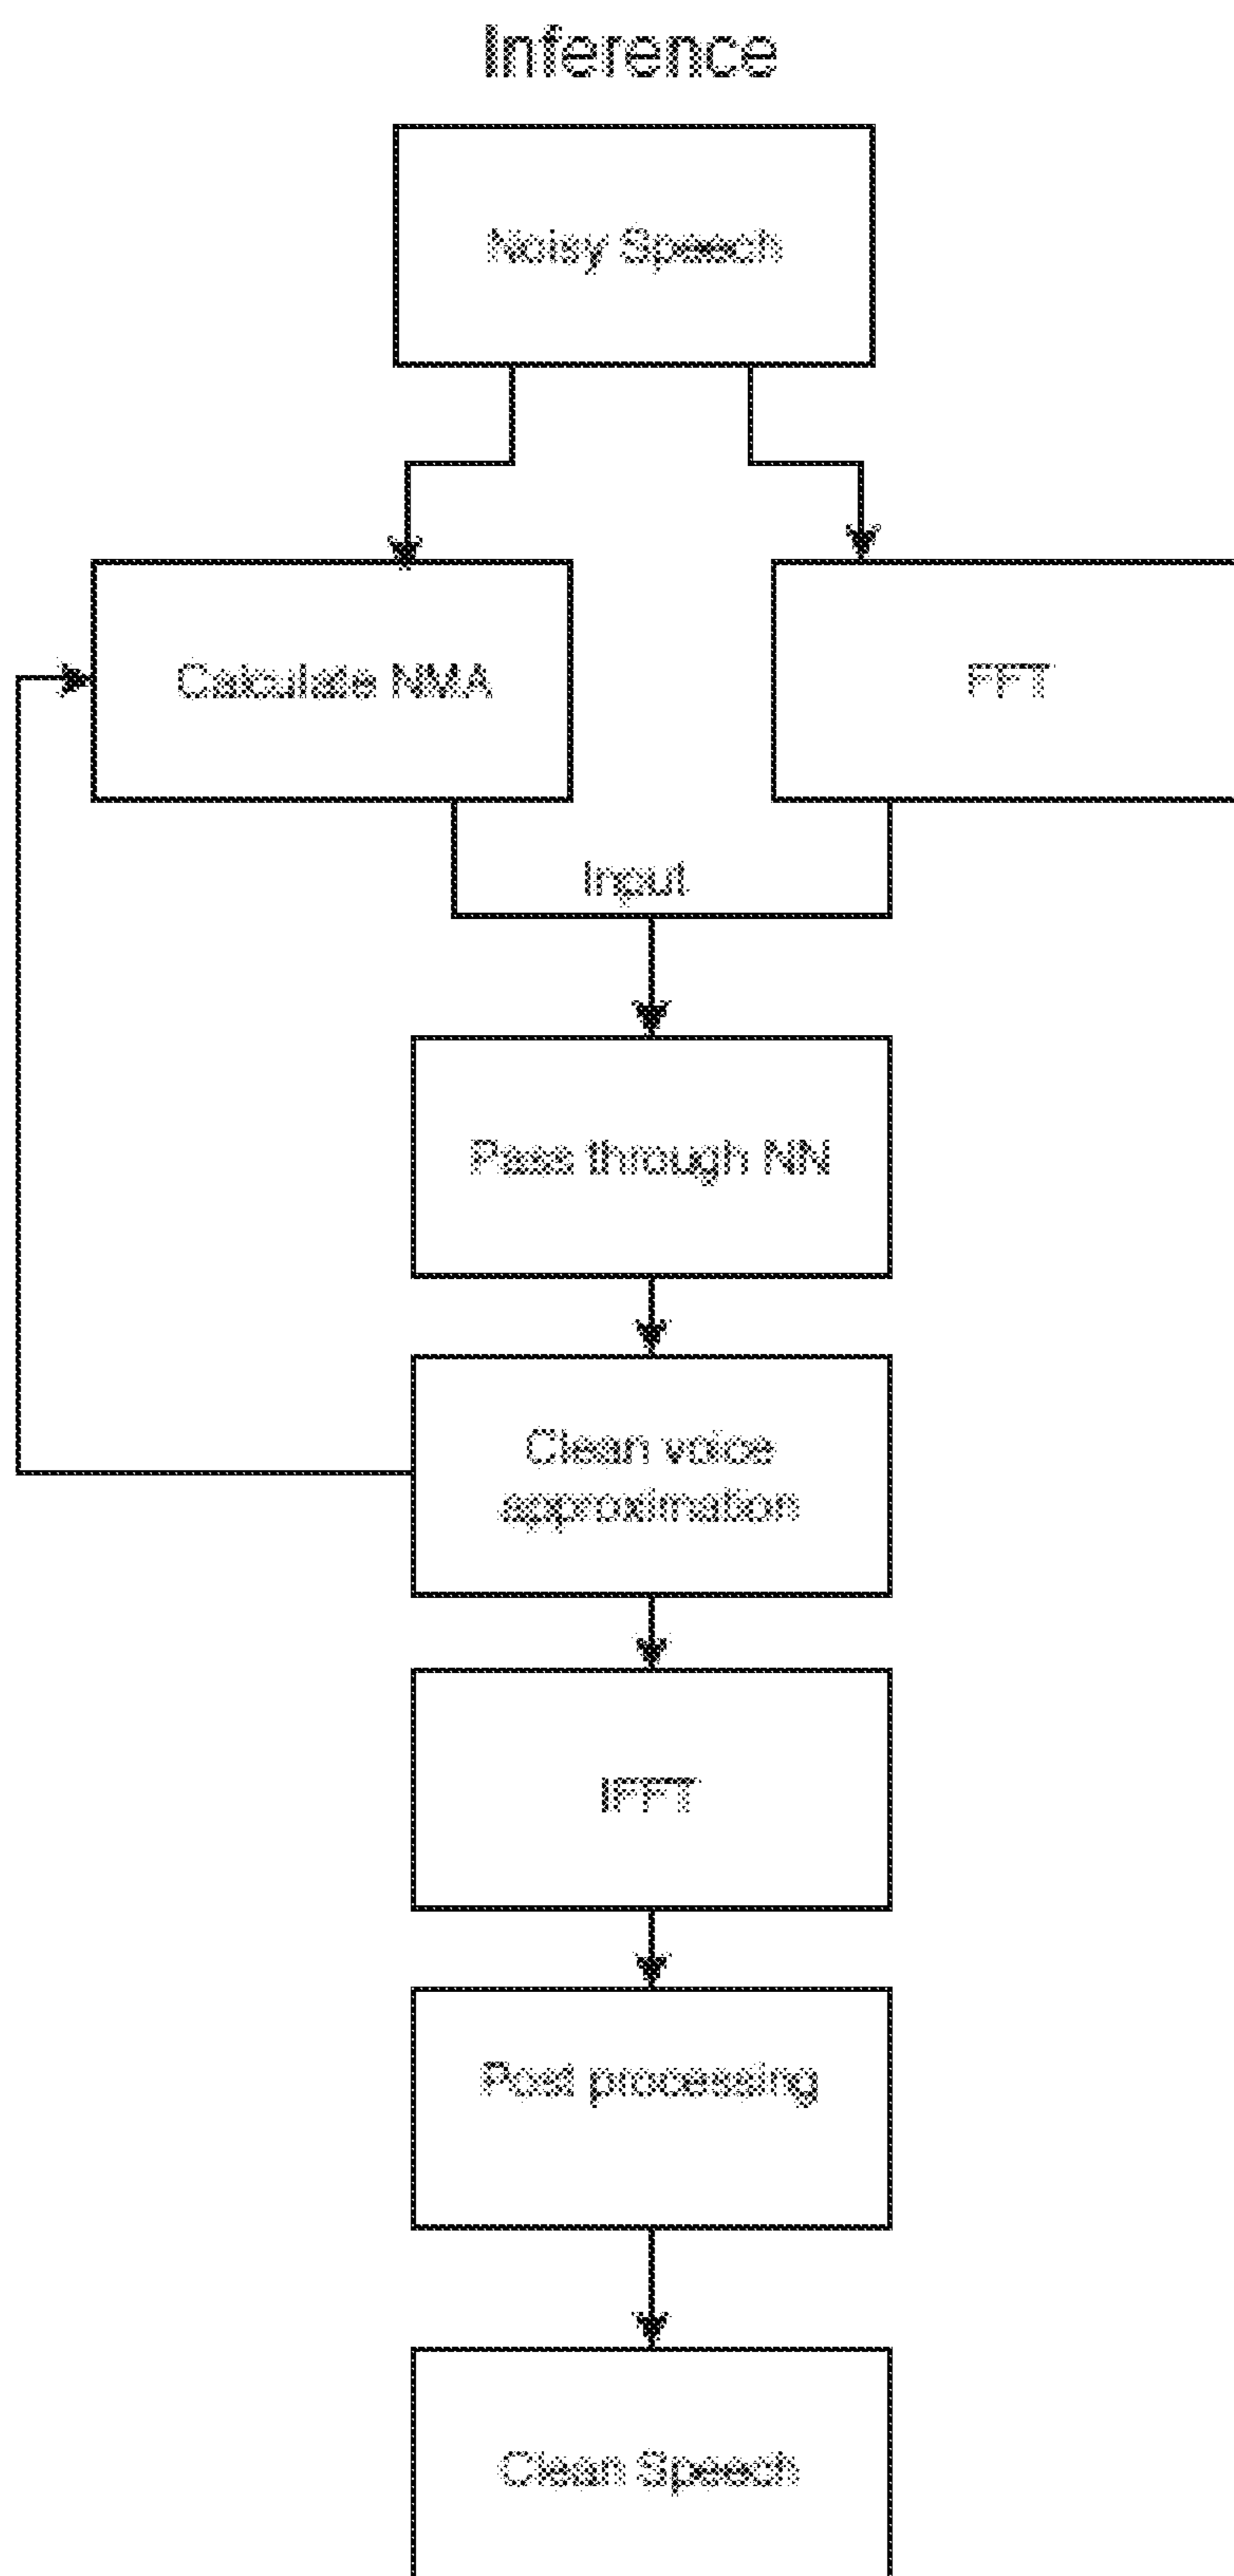 Inference
Noisy Speech
Calculate NMA
FFT
Input
Pass through NN
Clean voice
approximation
IFFT
Post processing
Clean Speech